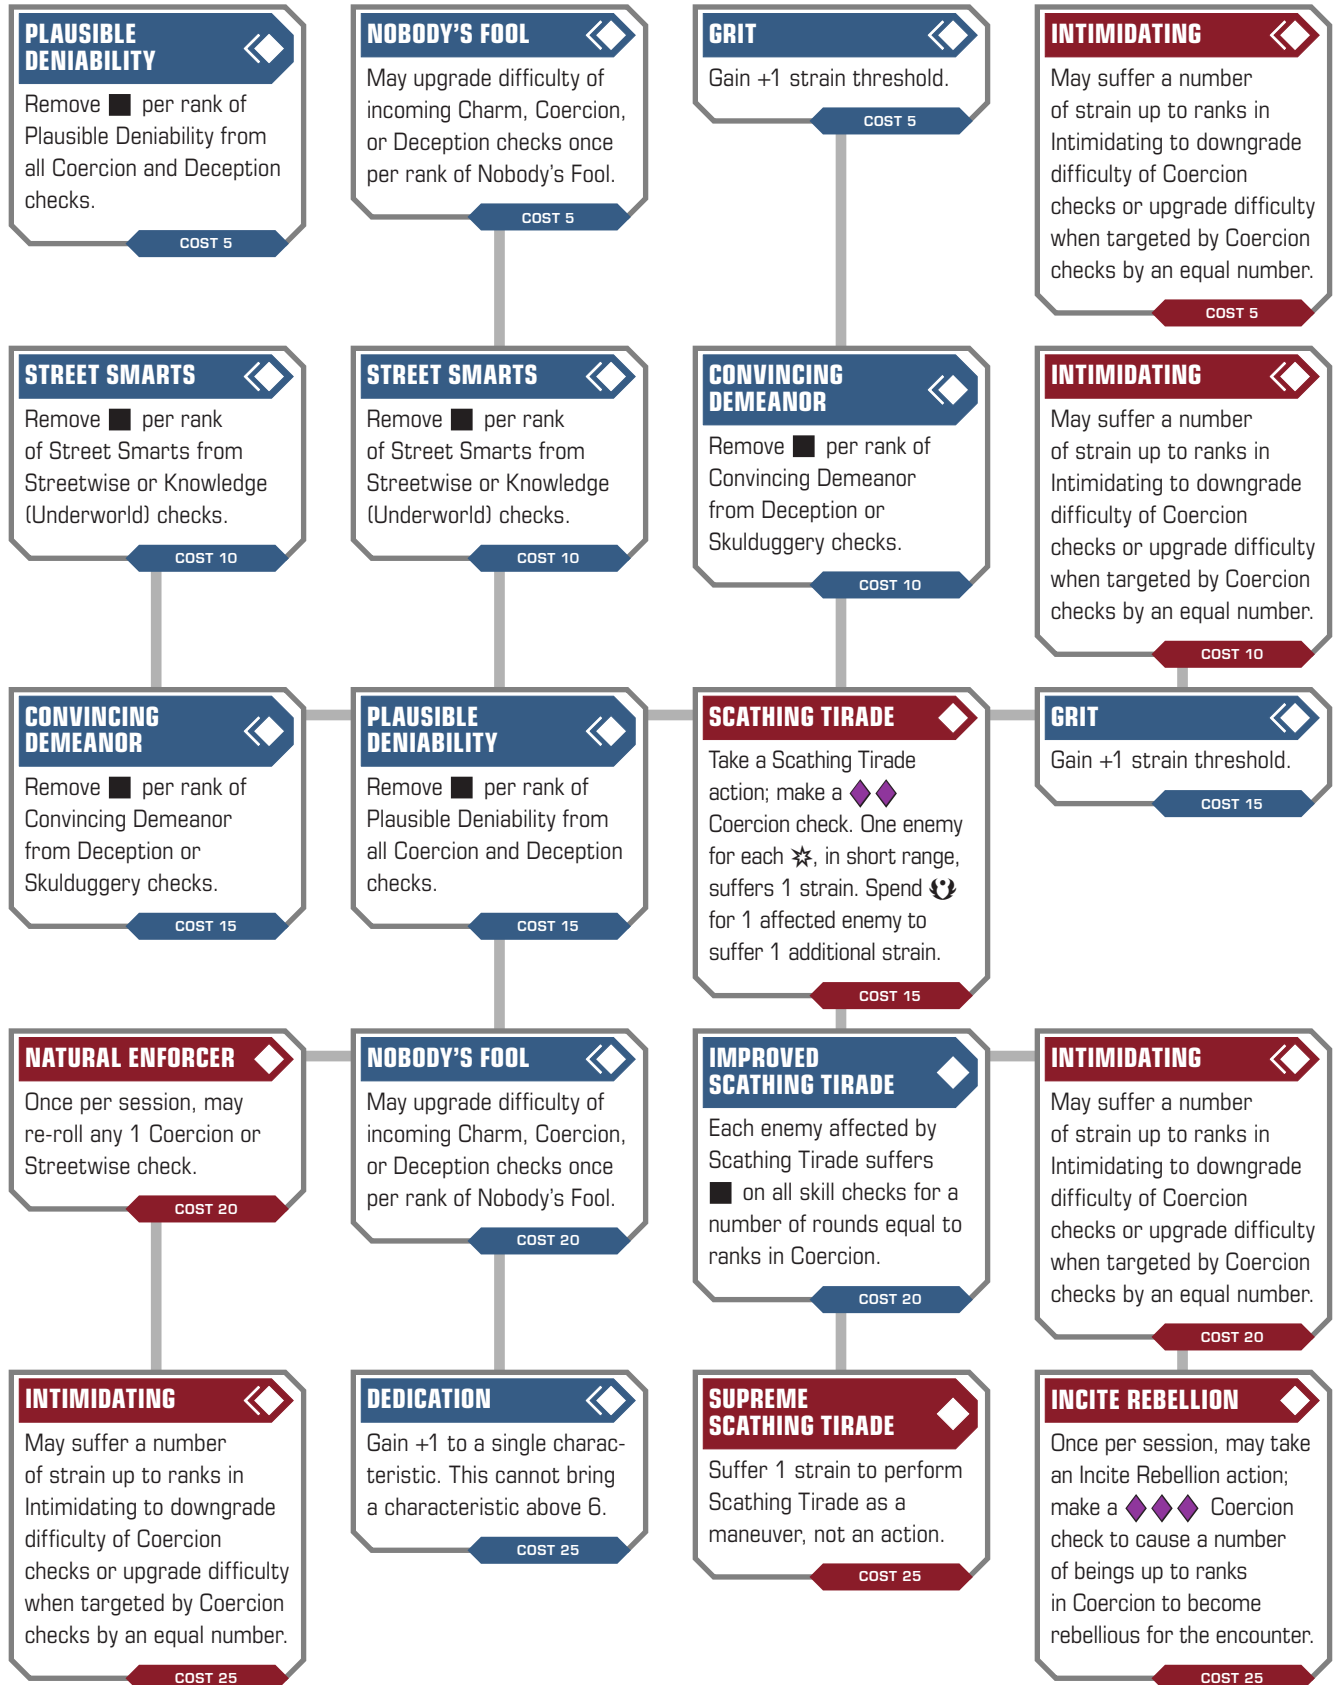 PLAUSIBLE
DENIABILITY
Remove per rank of
Plausible Deniability from
all Coercion and Deception
checks.
COST 5
NOBODY'S FOOL
May upgrade difficulty of
incoming Charm, Coercion,
or Deception checks once
per rank of Nobody's Fool.
COST 5
GRIT
Gain +1 strain threshold.
COST 5
INTIMIDATING
May suffer a number
of strain up to ranks in
Intimidating to downgrade
difficulty of Coercion
checks or upgrade difficulty
when targeted by Coercion
checks by an equal number.
COST 5
STREET SMARTS
Remove per rank
of Street Smarts from
Streetwise or Knowledge
(Underworld) checks.
COST 10
STREET SMARTS
Remove per rank
of Street Smarts from
Streetwise or Knowledge
(Underworld) checks.
COST 10
CONVINCING
DEMEANOR
Remove per rank of
Convincing Demeanor
from Deception or
Skulduggery checks.
COST 10
INTIMIDATING
May suffer a number
of strain up to ranks in
Intimidating to downgrade
difficulty of Coercion
checks or upgrade difficulty
when targeted by Coercion
checks by an equal number.
COST 10
CONVINCING
DEMEANOR
Remove per rank of
Convincing Demeanor
from Deception or
Skulduggery checks.
COST 15
PLAUSIBLE
DENIABILITY
Remove per rank of
Plausible Deniability from
all Coercion and Deception
checks.
COST 15
SCATHING TIRADE
Take a Scathing Tirade
action; make a
Coercion check. One enemy
for each , in short range,
suffers 1 strain. Spend
for 1 affected enemy to
suffer 1 additional strain.
COST 15
GRIT
Gain +1 strain threshold.
COST 15
NATURAL ENFORCER
Once per session, may
re-roll any 1 Coercion or
Streetwise check.
COST 20
NOBODY'S FOOL
May upgrade difficulty of
incoming Charm, Coercion,
or Deception checks once
per rank of Nobody's Fool.
COST 20
IMPROVED
SCATHING TIRADE
Each enemy affected by
Scathing Tirade suffers
on all skill checks for a
number of rounds equal to
ranks in Coercion.
COST 20
INTIMIDATING
May suffer a number
of strain up to ranks in
Intimidating to downgrade
difficulty of Coercion
checks or upgrade difficulty
when targeted by Coercion
checks by an equal number.
COST 20
INTIMIDATING
May suffer a number
of strain up to ranks in
Intimidating to downgrade
difficulty of Coercion
checks or upgrade difficulty
when targeted by Coercion
checks by an equal number.
COST 25
DEDICATION
Gain +1 to a single charac-
teristic. This cannot bring
a characteristic above 6.
COST 25
SUPREME
SCATHING TIRADE
Suffer 1 strain to perform
Scathing Tirade as a
maneuver, not an action.
COST 25
INCITE REBELLION
Once per session, may take
an Incite Rebellion action;
make a Coercion
check to cause a number
of beings up to ranks
in Coercion to become
rebellious for the encounter.
COST 25